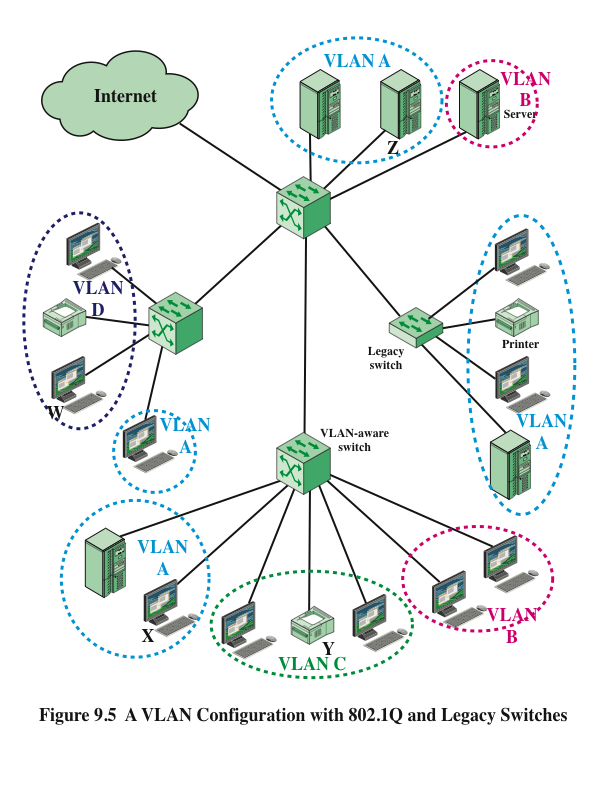 Internet
VLAN A
VLAN
B
Server
Z
VLAN
D
W
VLAN
A
Legacy
switch
Printer
VLAN
A
VLAN-aware
switch
VLAN
A
X
VLAN C
Y
VLAN
B
Figure 9.5 A VLAN Configuration with 802.1Q and Legacy Switches